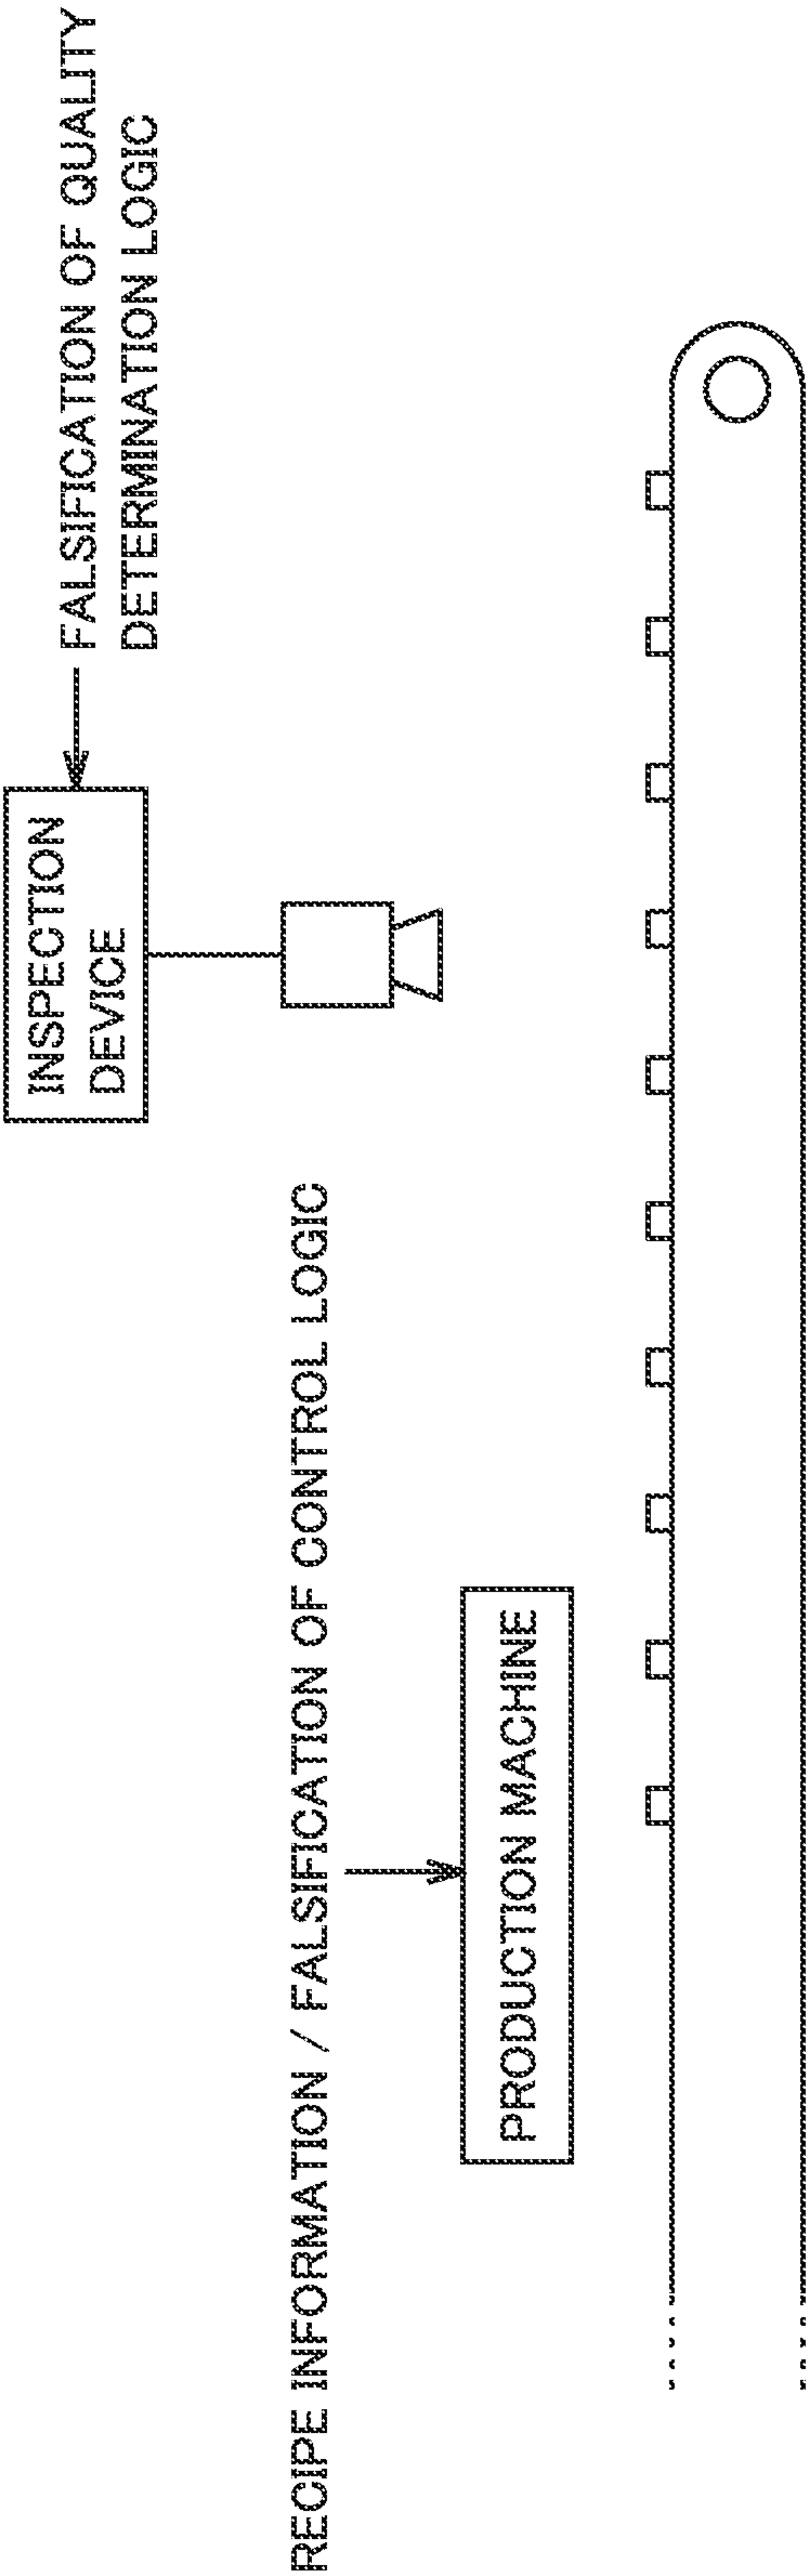 FALSIFICATION OF QUALITY
DETERMINATION LOGIC
INSPECTION
DEVICE
RECIPE INFORMATION / FALSIFICATION OF CONTROL LOGIC
PRODUCTION MACHINE